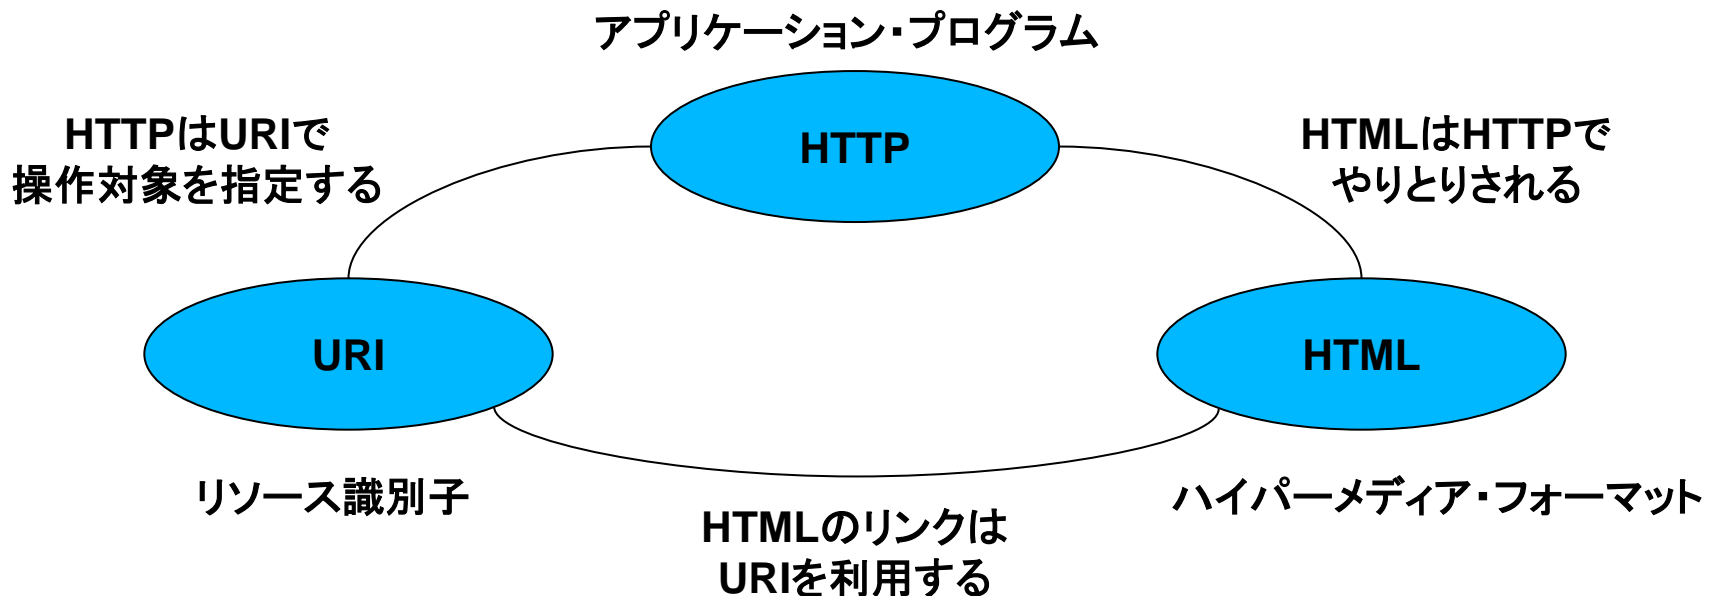 アプリケーション・プログラム
HTTP
HTTPはURIで
操作対象を指定する
HTMLはHTTPで
やりとりされる
URI
HTML
リソース識別子
ハイパーメディア・フォーマット
HTMLのリンクは
URIを利用する